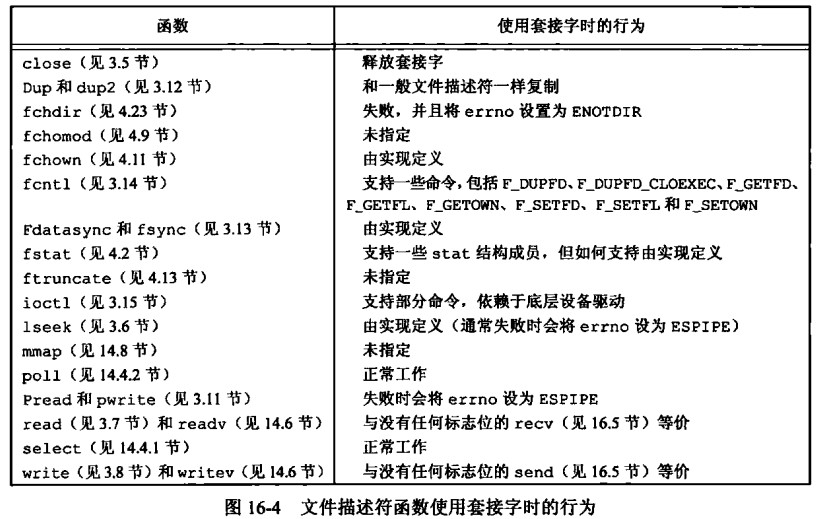 函数 使用套接字时的行为
close（见 3.5 节） 释放套接字
Dup 和 dup2（见 3.12 节） 和一般文件描述符一样复制
fchdir（见 4.23 节） 失败，并且将 errno 设置为 ENOTDIR
fchomod（见 4.9 节） 未指定
fchown（见 4.11 节） 由实现定义
fcntl（见 3.14 节） 支持一些命令，包括 F_DUPFD、F_DUPFD_CLOEXEC、F_GETFD、
F_GETFL、F_GETOWN、F_SETFD、F_SETFL 和 F_SETOWN
Fdatasync 和 fsync（见 3.13 节） 由实现定义
fstat（见 4.2 节） 支持一些 stat 结构成员，但如何支持由实现定义
ftruncate（见 4.13 节） 未指定
ioctl（见 3.15 节） 支持部分命令，依赖于底层设备驱动
lseek（见 3.6 节） 由实现定义（通常失败时会将 errno 设为 ESPIPE）
mmap（见 14.8 节） 未指定
poll（见 14.4.2 节） 正常工作
Pread 和 pwrite（见 3.11 节） 失败时会将 errno 设为 ESPIPE
read（见 3.7 节）和 readv（见 14.6 节） 与没有任何标志位的 recv（见 16.5 节）等价
select（见 14.4.1 节） 正常工作
write（见 3.8 节）和 writev（见 14.6 节） 与没有任何标志位的 send（见 16.5 节）等价
图 16-4 文件描述符函数使用套接字时的行为